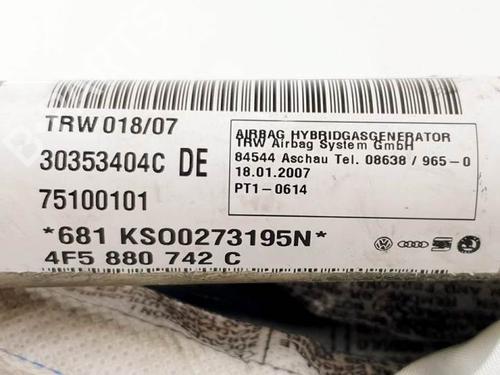 TRW 018/07
30353404C DE
75100101
*681 KSO0273195N*
4F5 880 742 C
AIRBAG HYBRIDGASGENERATOR
TRW Airbag System GmbH
84544 Aschau Tel. 08638 / 965-0
18.01.2007
PT1-0614